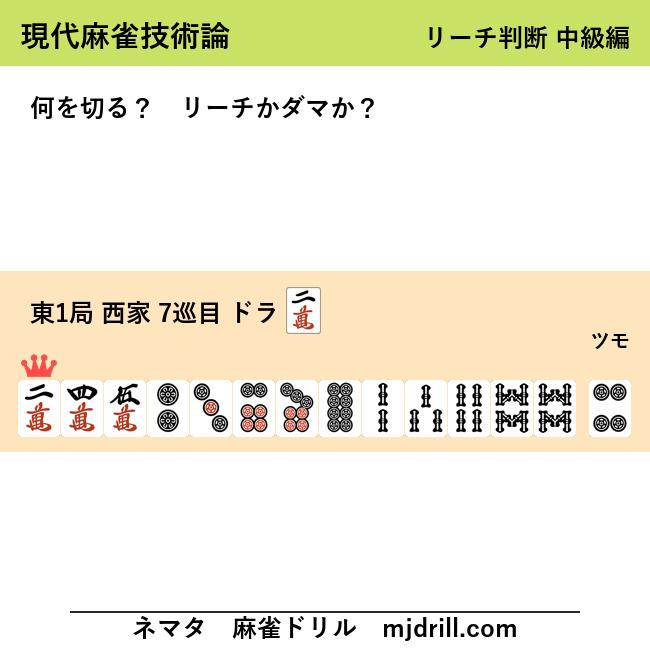 現代麻雀技術論
リーチ判断 中級編
何を切る？ リーチかダマか？
東1局 西家 7巡目 ドラ 二萬
ツモ
二萬 四萬 伍萬
ネマタ 麻雀ドリル mjdrill.com